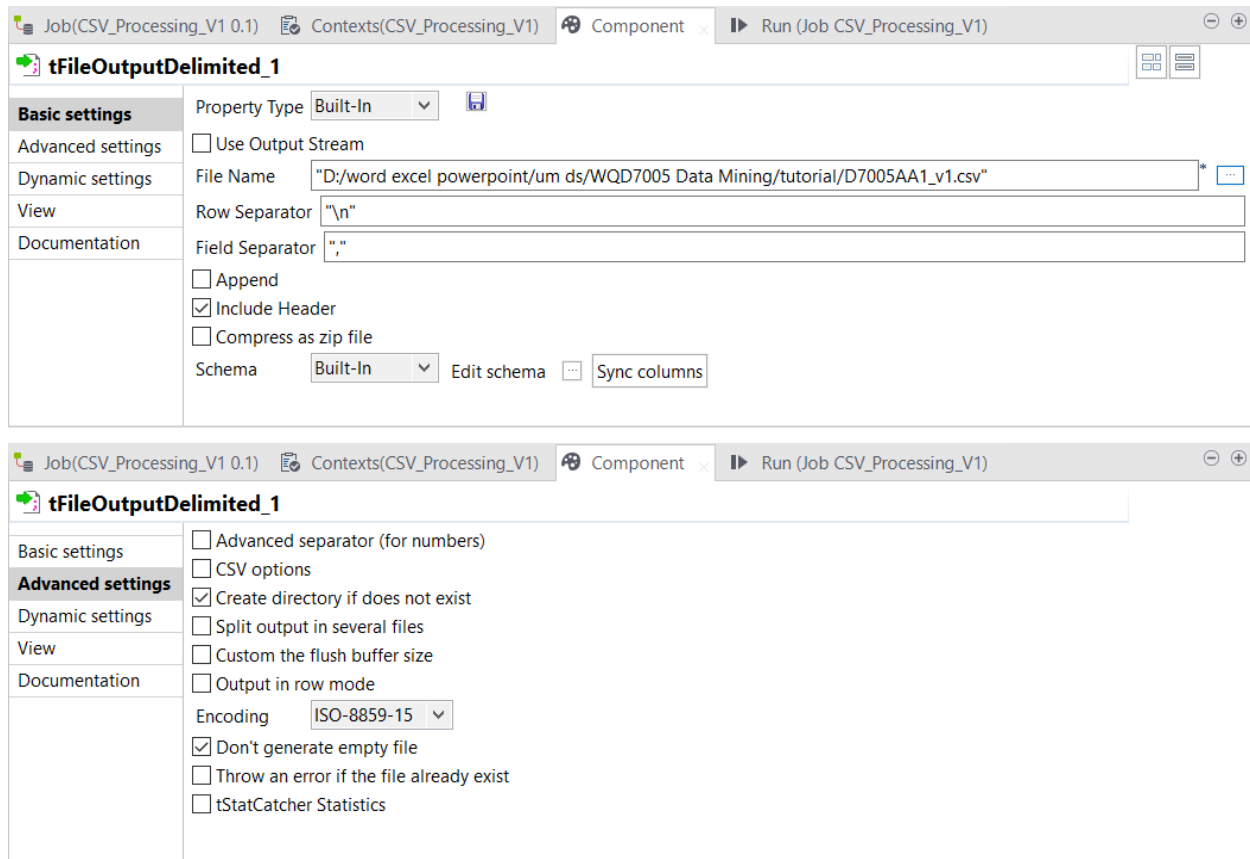 Job(CSV_Processing_V1 0.1) Contexts(CSV_Processing_V1) Component Run (Job CSV_Processing_V1)
tFileOutputDelimited_1
Basic settings
Advanced settings
Dynamic settings
View
Documentation
Property Type Built-In
Use Output Stream
File Name "D:/word excel powerpoint/um ds/WQD7005 Data Mining/tutorial/D7005AA1_v1.csv" * ...
Row Separator "\n"
Field Separator ","
Append
Include Header
Compress as zip file
Schema Built-In Edit schema ... Sync columns
Job(CSV_Processing_V1 0.1) Contexts(CSV_Processing_V1) Component Run (Job CSV_Processing_V1)
tFileOutputDelimited_1
Basic settings
Advanced settings
Dynamic settings
View
Documentation
Advanced separator (for numbers)
CSV options
Create directory if does not exist
Split output in several files
Custom the flush buffer size
Output in row mode
Encoding ISO-8859-15
Don't generate empty file
Throw an error if the file already exist
tStatCatcher Statistics